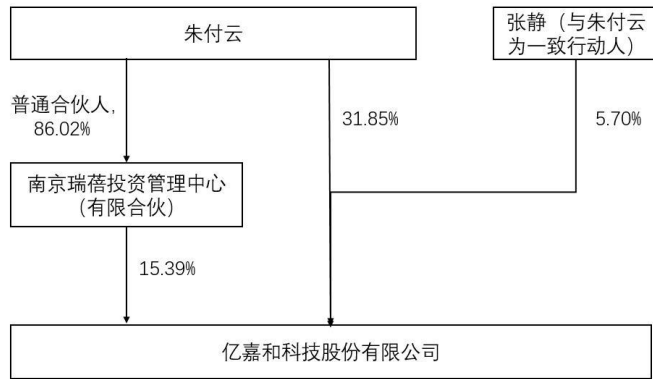 朱付云
张静（与朱付云
为一致行动人）
普通合伙人，
86.02%
31.85%
5.70%
南京瑞蓓投资管理中心
（有限合伙）
15.39%
亿嘉和科技股份有限公司